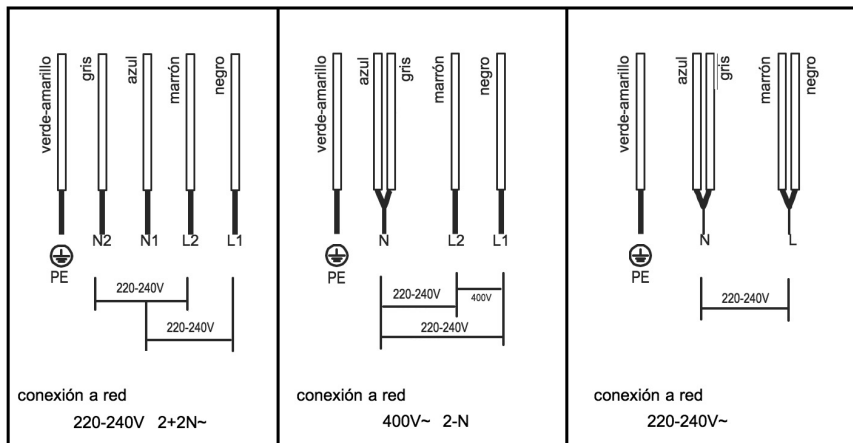 verde-amarillo
gris
azul
marrón
negro
N2 N1 L2 L1
PE
220-240V
220-240V
conexión a red
220-240V 2+2N~
verde-amarillo
azul
gris
marrón
negro
N L2 L1
PE
220-240V
400V
220-240V
conexión a red
400V~ 2-N
verde-amarillo
azul
gris
marrón
negro
N L
PE
220-240V
conexión a red
220-240V~